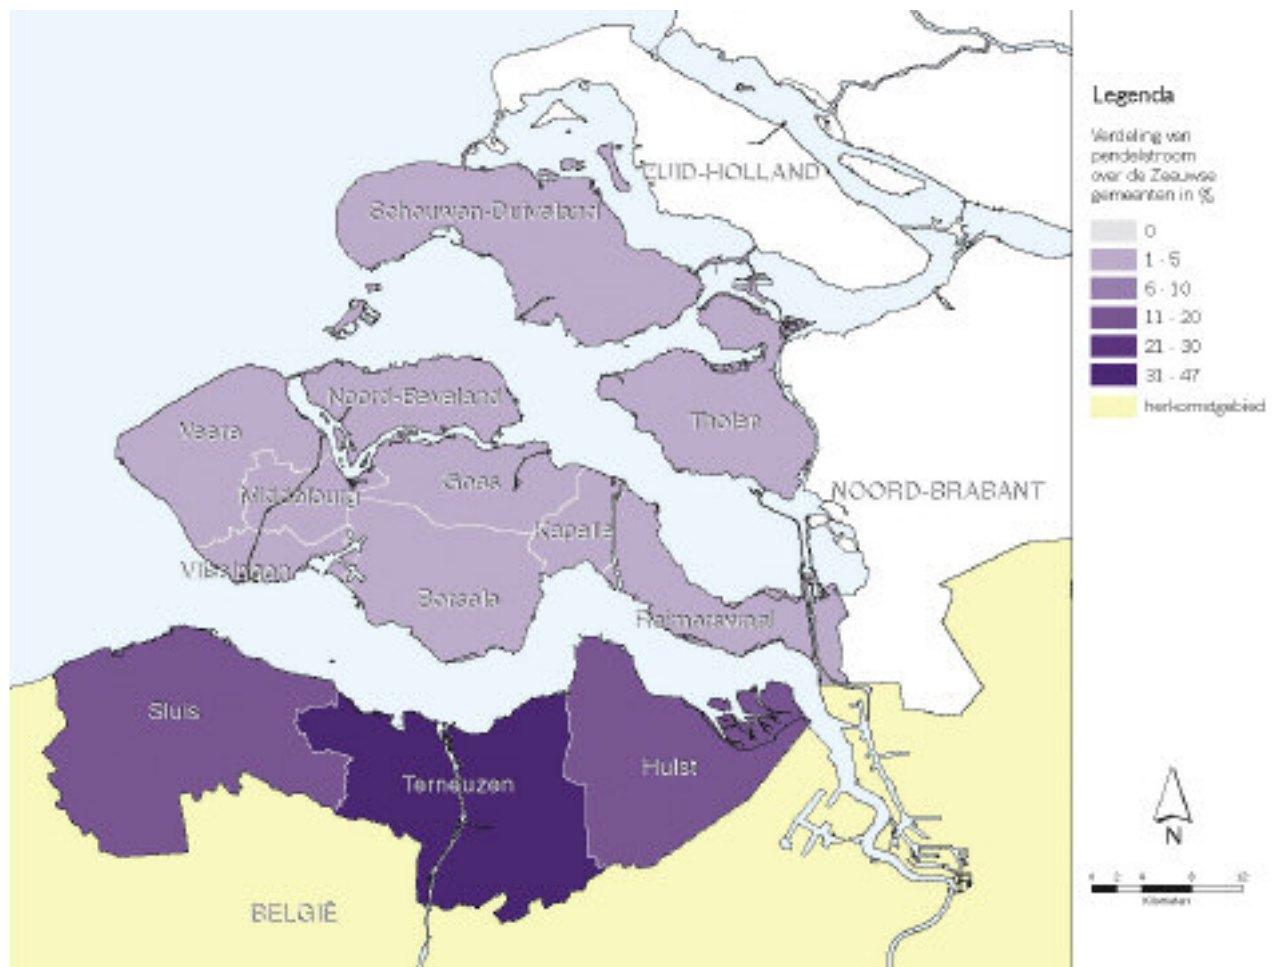 ZUID-HOLLAND
Schouwen-Duiveland
Noord-Beveland
Veere
Tholen
Goes
Middelburg
NOORD-BRABANT
Kapelle
Vlissingen
Borsele
Reimerswaal
Sluis
Hulst
Terneuzen
BELGIË
Legenda
Verdeling van
pendelstroom
over de Zeeuwse
gemeenten in %
0
1 - 5
6 - 10
11 - 20
21 - 30
31 - 47
herkomstgebied
N
Kilometers